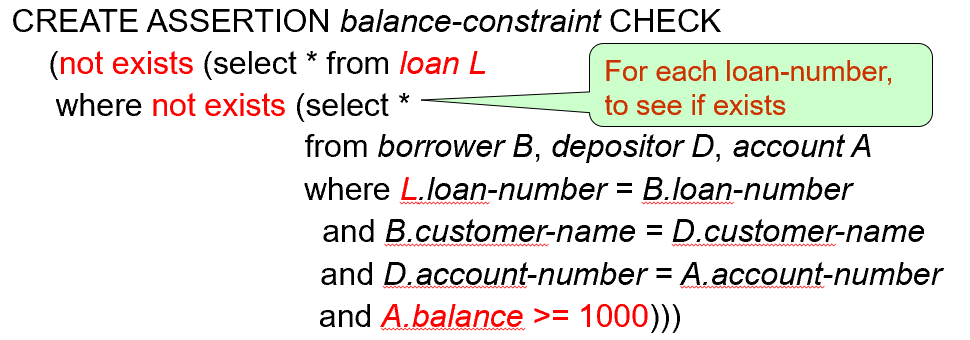 CREATE ASSERTION balance-constraint CHECK
(not exists (select * from loan L
where not exists (select *
For each loan-number,
to see if exists
from borrower B, depositor D, account A
where L.loan-number = B.loan-number
and B.customer-name = D.customer-name
and D.account-number = A.account-number
and A.balance >= 1000)))